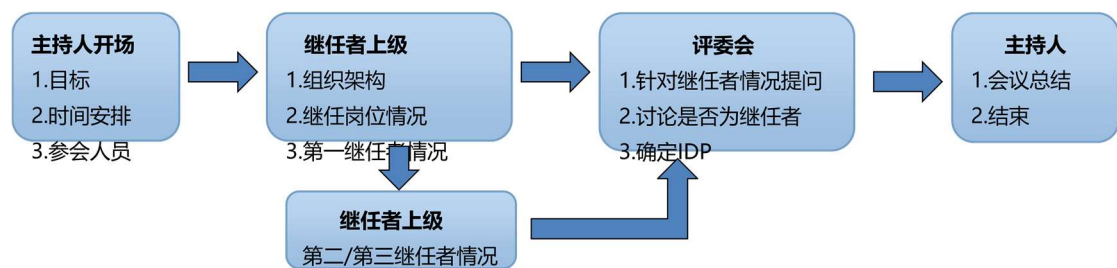 主持人开场
1.目标
2.时间安排
3.参会人员
继任者上级
1.组织架构
2.继任岗位情况
3.第一继任者情况
继任者上级
第二/第三继任者情况
评委会
1.针对继任者情况提问
2.讨论是否为继任者
3.确定IDP
主持人
1.会议总结
2.结束